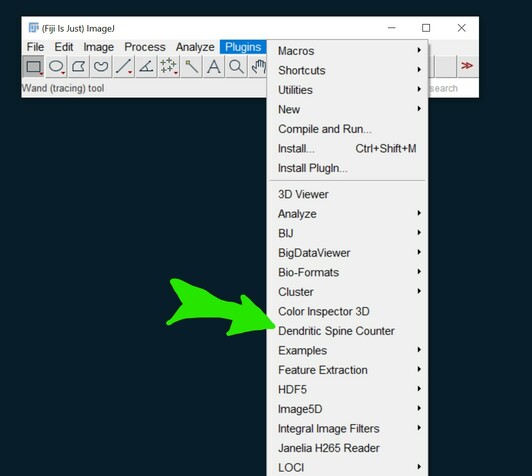 (Fiji Is Just) ImageJ
File Edit Image Process Analyze Plugins
Wand (tracing) tool
search
Macros
Shortcuts
Utilities
New
Compile and Run...
Install... Ctrl+Shift+M
Install PlugIn...
3D Viewer
Analyze
BIJ
BigDataViewer
Bio-Formats
Cluster
Color Inspector 3D
Dendritic Spine Counter
Examples
Feature Extraction
HDF5
Image5D
Integral Image Filters
Janelia H265 Reader
LOCI